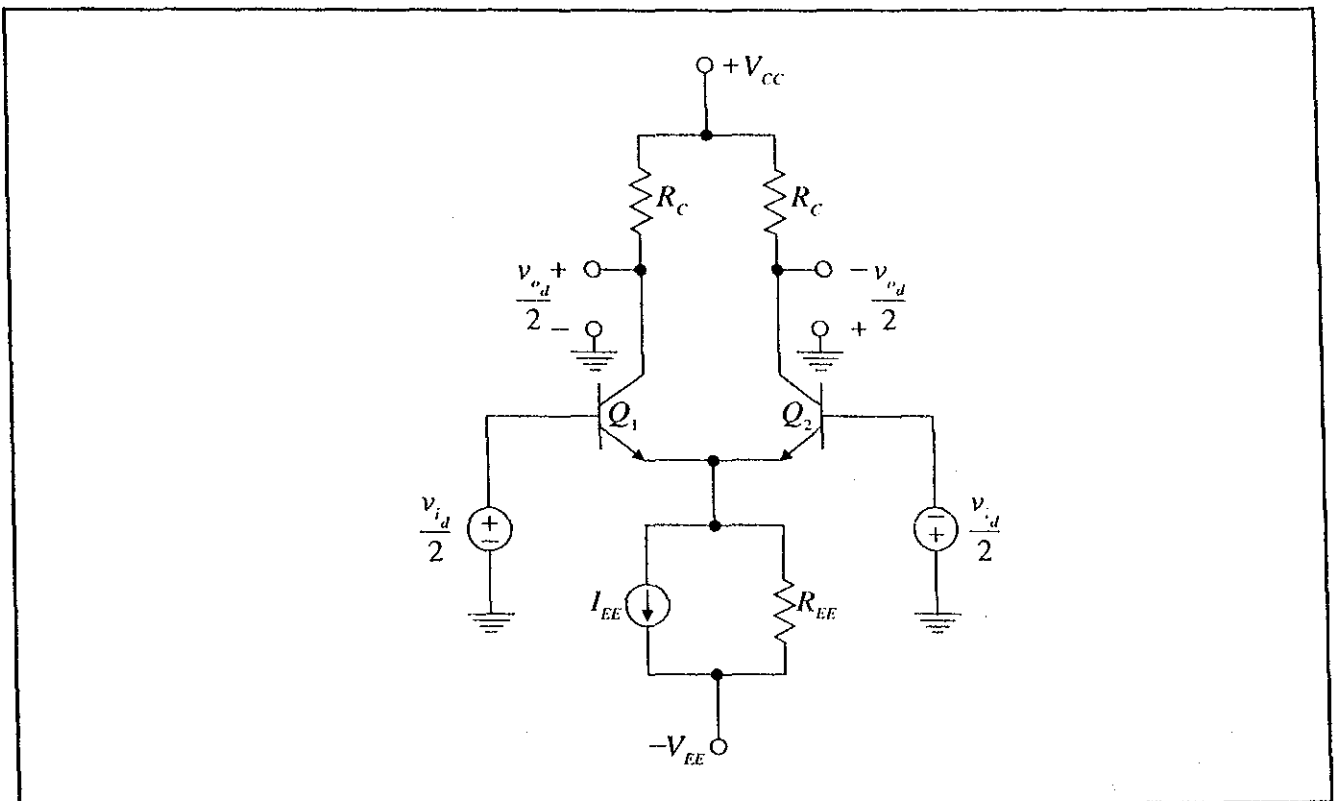 +V_CC
R_C R_C
v_od/2 + − v_od/2
− +
Q_1 Q_2
v_id/2 + − − + v_id/2
I_EE R_EE
−V_EE